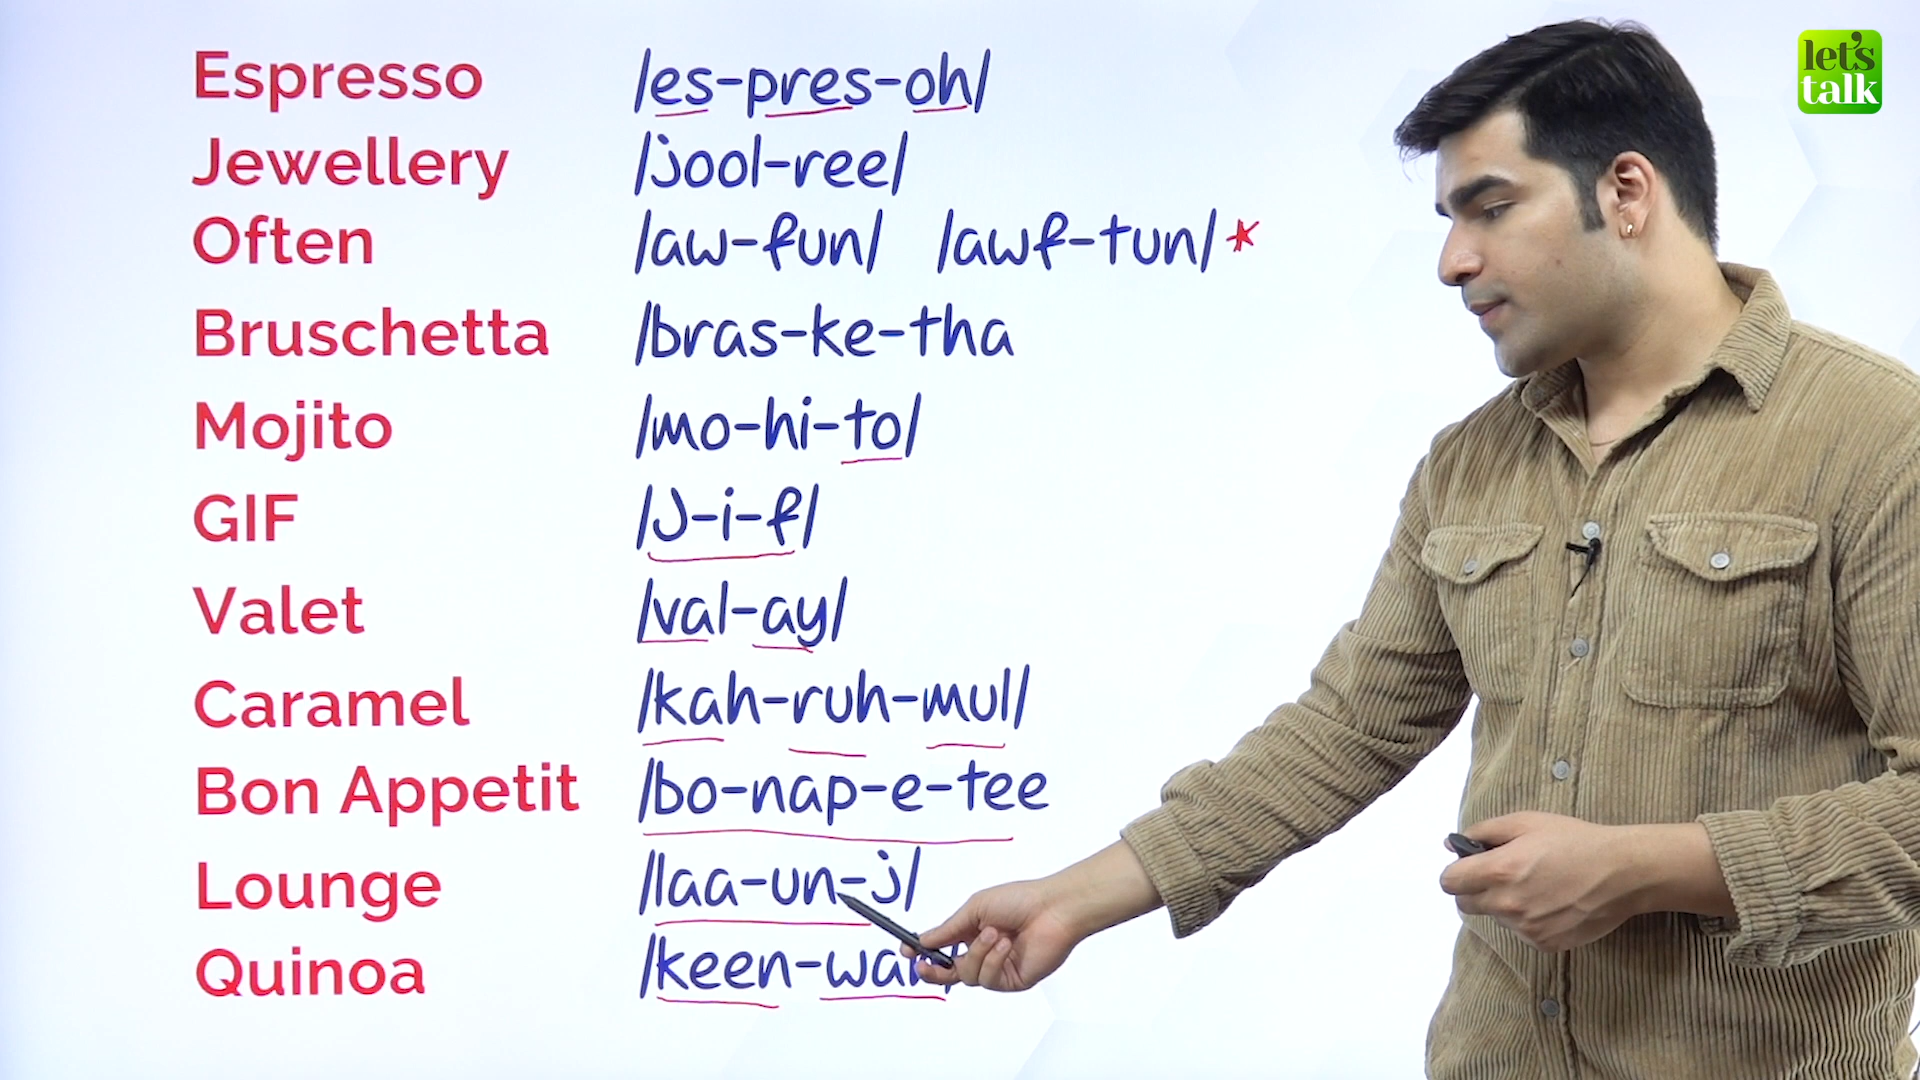 let's
talk
Espresso /es-pres-oh/
Jewellery /jool-ree/
Often /aw-fun/ /awf-tun/*
Bruschetta /bras-ke-tha
Mojito /mo-hi-to/
GIF /J-i-f/
Valet /val-ay/
Caramel /kah-ruh-mul/
Bon Appetit /bo-nap-e-tee
Lounge /laa-un-j/
Quinoa /keen-wah/